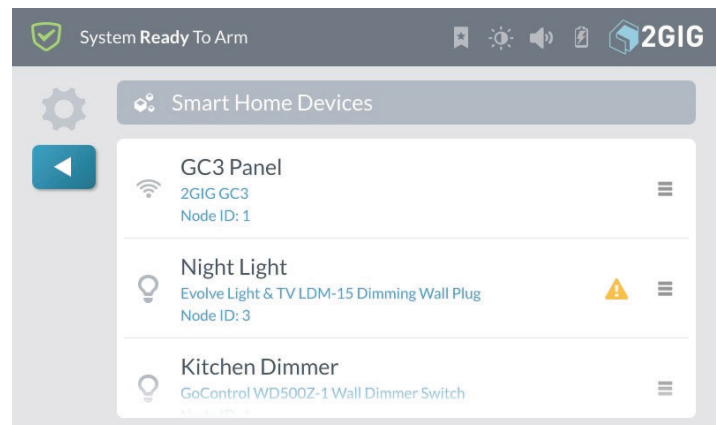 System Ready To Arm
2GIG
Smart Home Devices
GC3 Panel
2GIG GC3
Node ID: 1
Night Light
Evolve Light & TV LDM-15 Dimming Wall Plug
Node ID: 3
Kitchen Dimmer
GoControl WD500Z-1 Wall Dimmer Switch